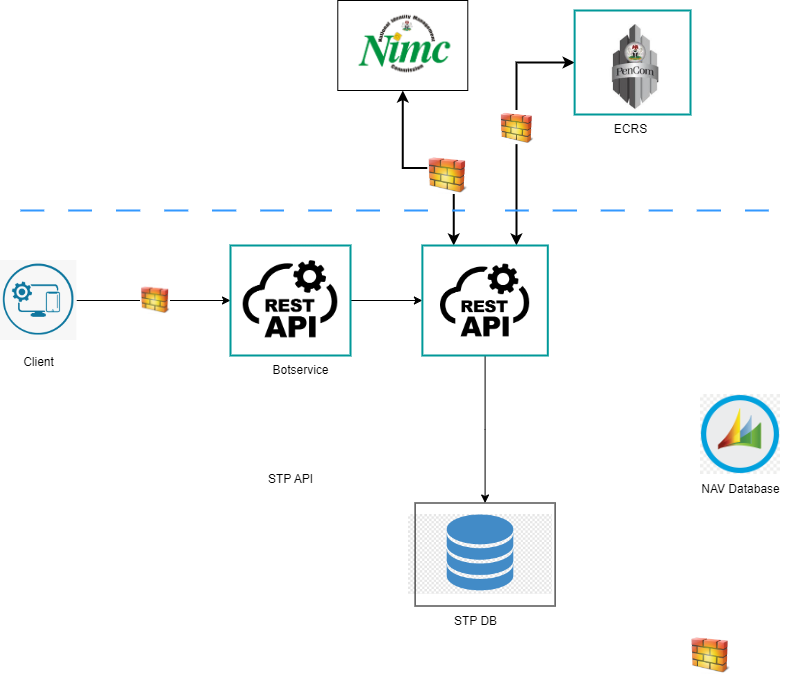 National Identity Management
Nimc
Commission
PenCom
ECRS
REST
API
REST
API
Client
Botservice
STP API
NAV Database
STP DB